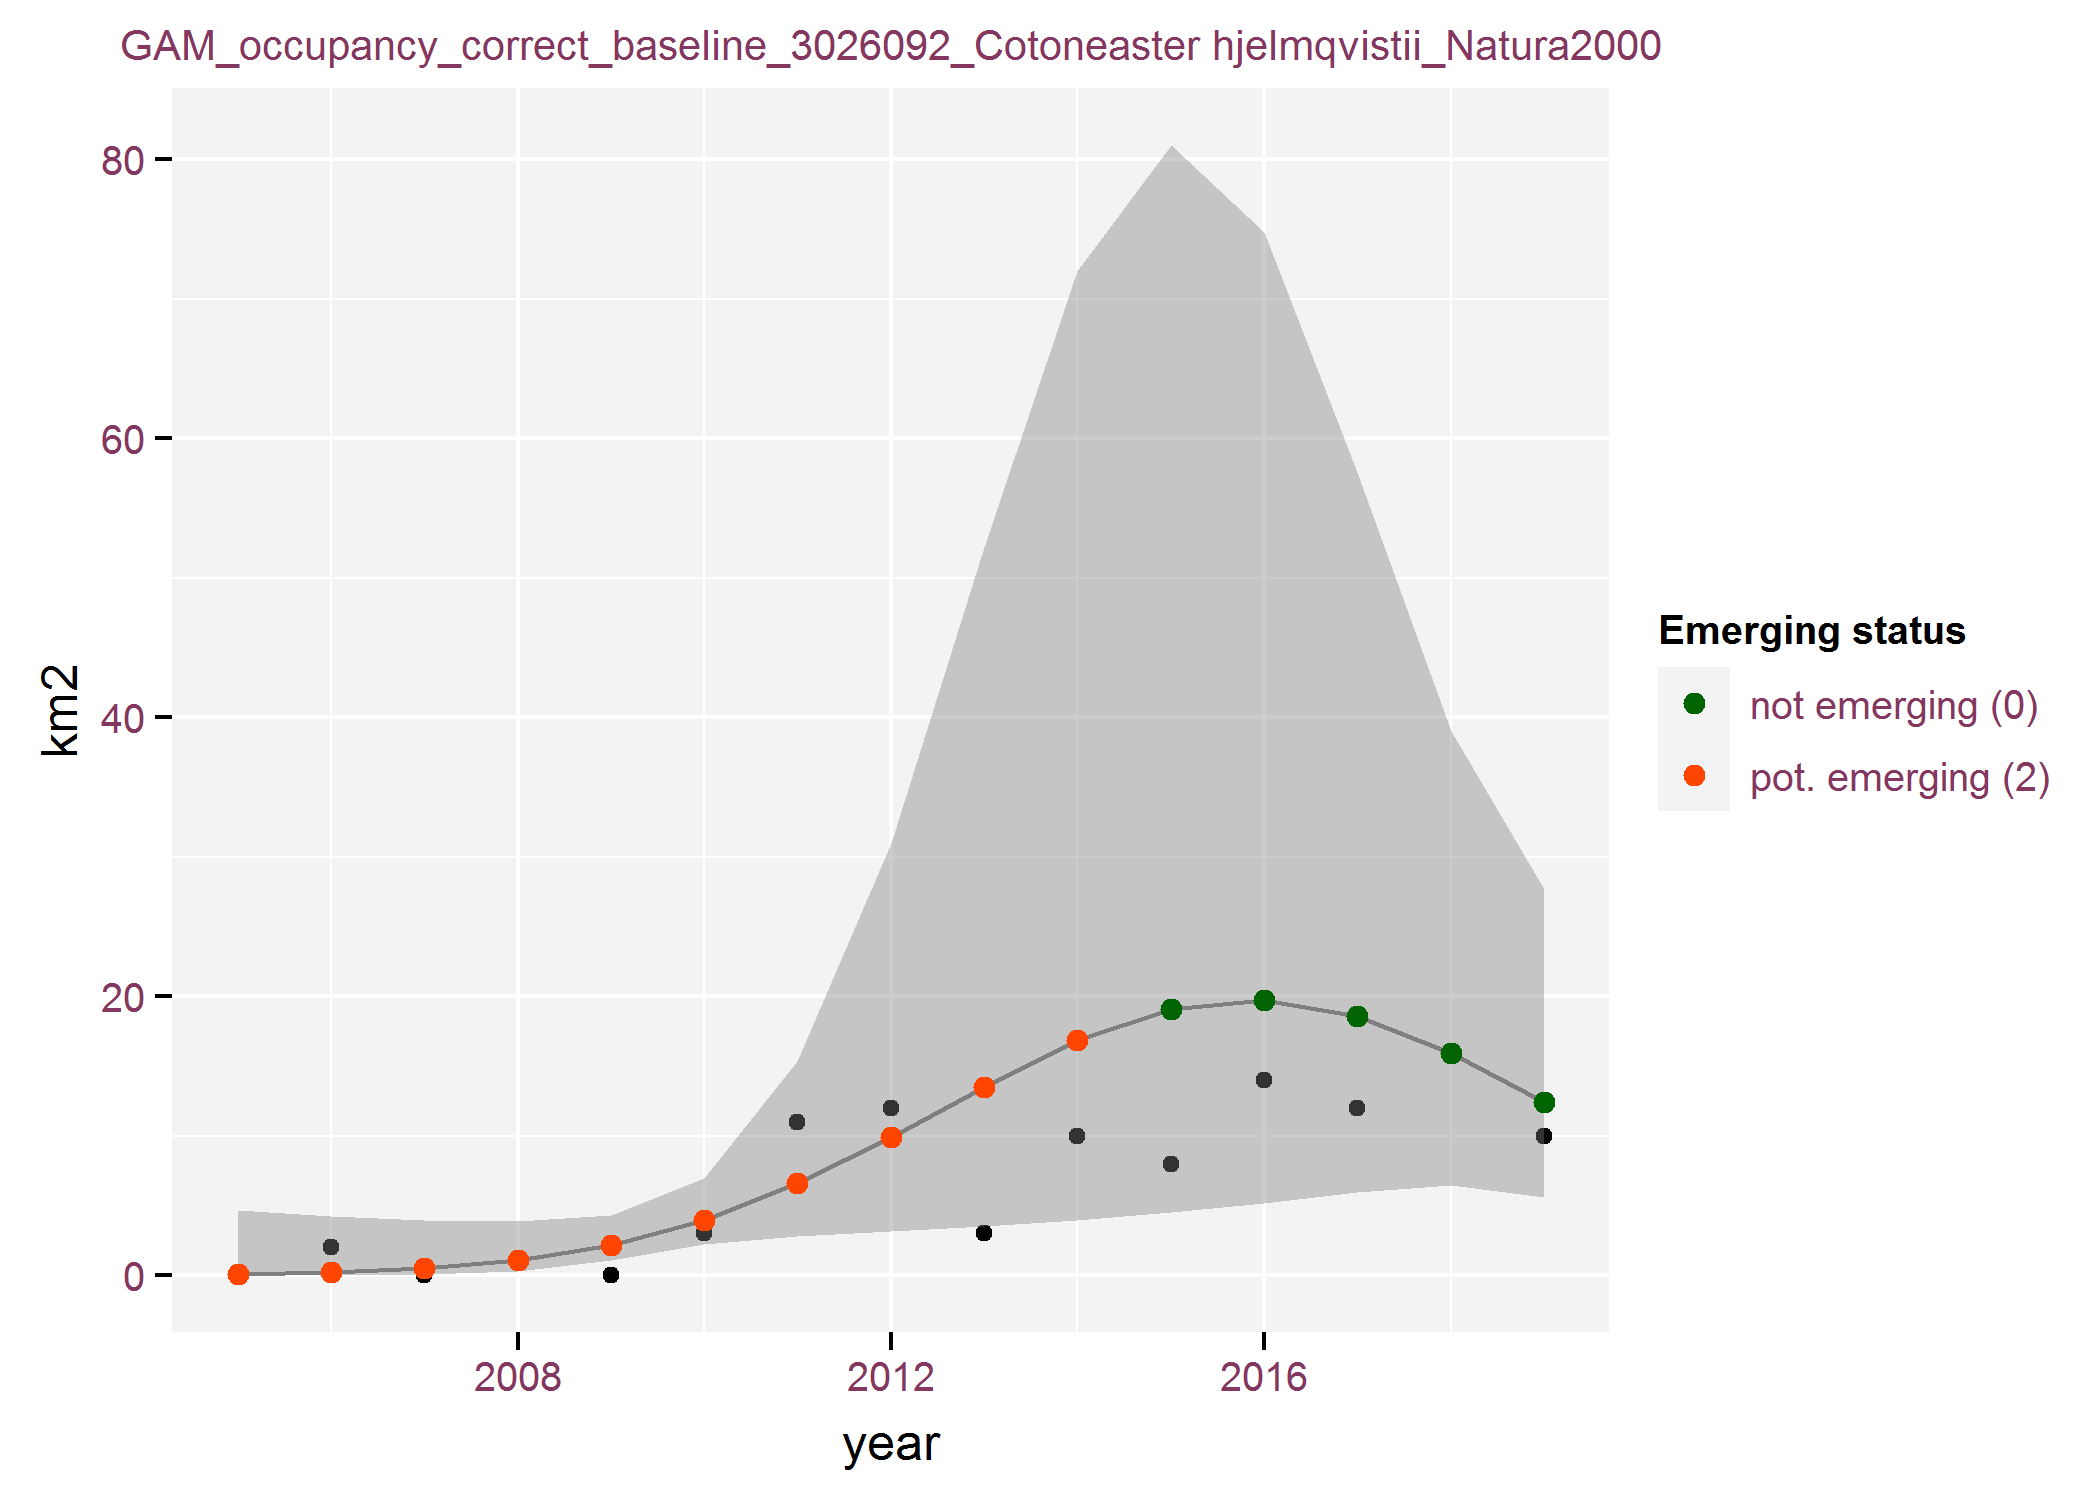 GAM_occupancy_correct_baseline_3026092_Cotoneaster hjelmqvistii_Natura2000
80
60
40
20
0
km2
2008 2012 2016
year
Emerging status
not emerging (0)
pot. emerging (2)